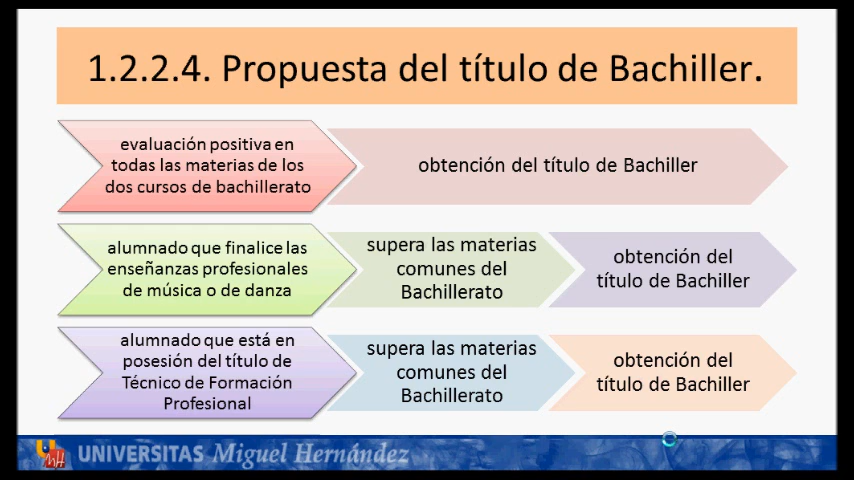 1.2.2.4. Propuesta del título de Bachiller.
evaluación positiva en
todas las materias de los
dos cursos de bachillerato
obtención del título de Bachiller
alumnado que finalice las
enseñanzas profesionales
de música o de danza
supera las materias
comunes del
Bachillerato
obtención del
título de Bachiller
alumnado que está en
posesión del título de
Técnico de Formación
Profesional
supera las materias
comunes del
Bachillerato
obtención del
título de Bachiller
UNIVERSITAS Miguel Hernández